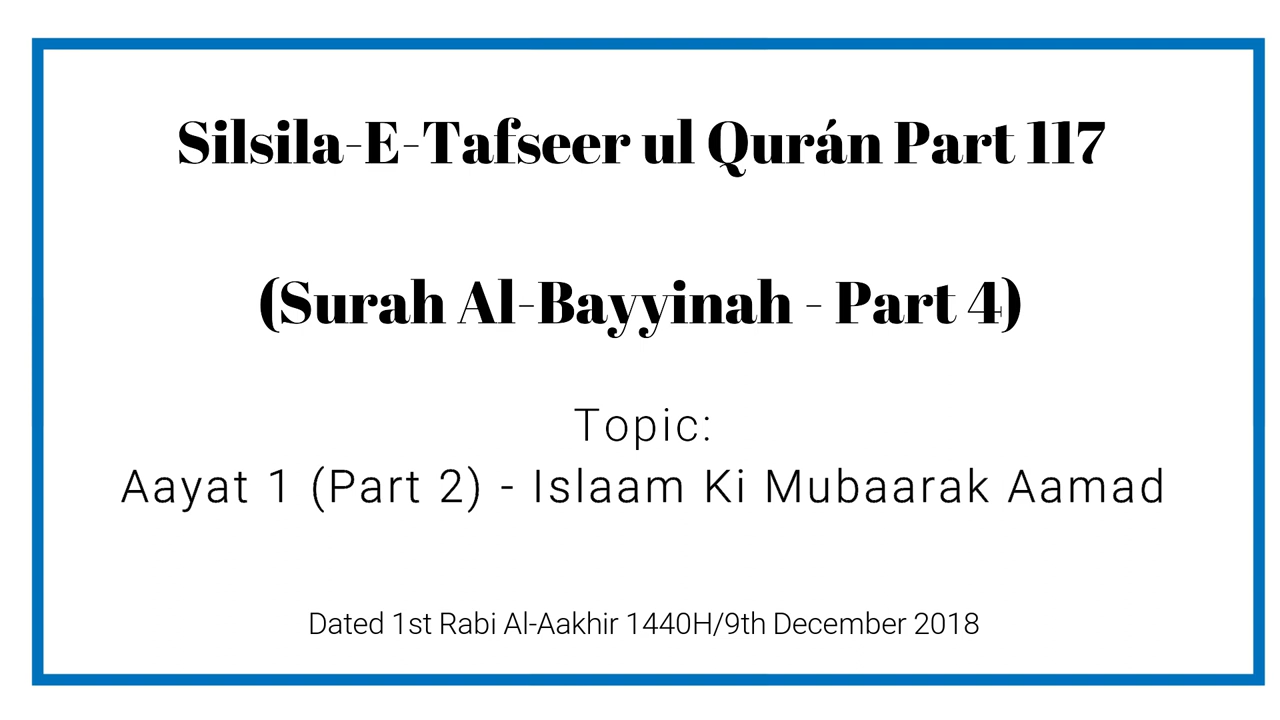 Silsila-E-Tafseer ul Qurán Part 117
(Surah Al-Bayyinah - Part 4)
Topic:
Aayat 1 (Part 2) - Islaam Ki Mubaarak Aamad
Dated 1st Rabi Al-Aakhir 1440H/9th December 2018